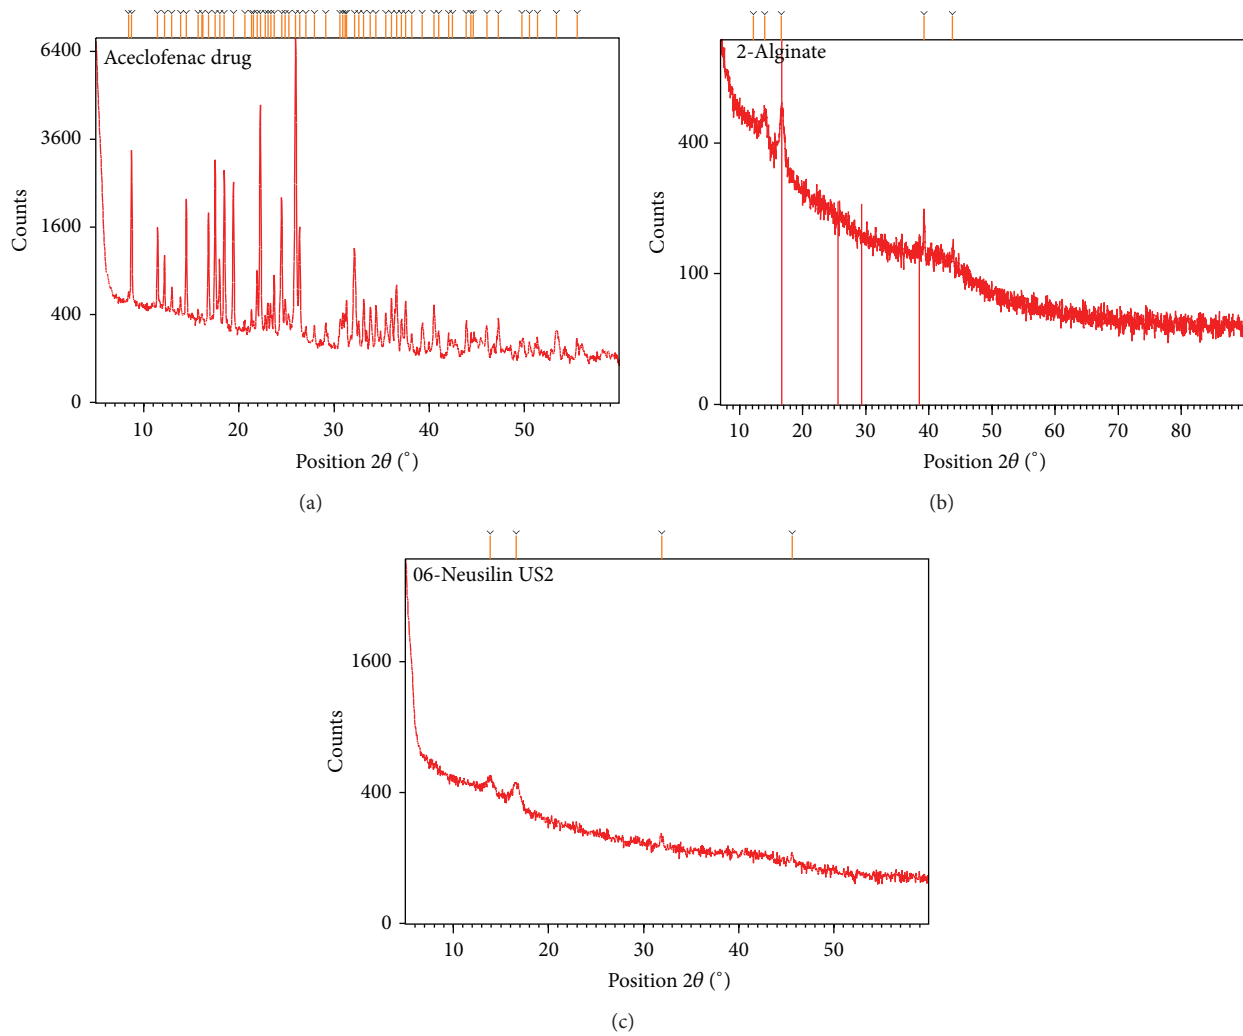 Aceclofenac drug
6400
3600
1600
400
0
Counts
10 20 30 40 50
Position 2θ (°)
(a)
2-Alginate
400
100
0
Counts
10 20 30 40 50 60 70 80
Position 2θ (°)
(b)
06-Neusilin US2
1600
400
0
Counts
10 20 30 40 50
Position 2θ (°)
(c)